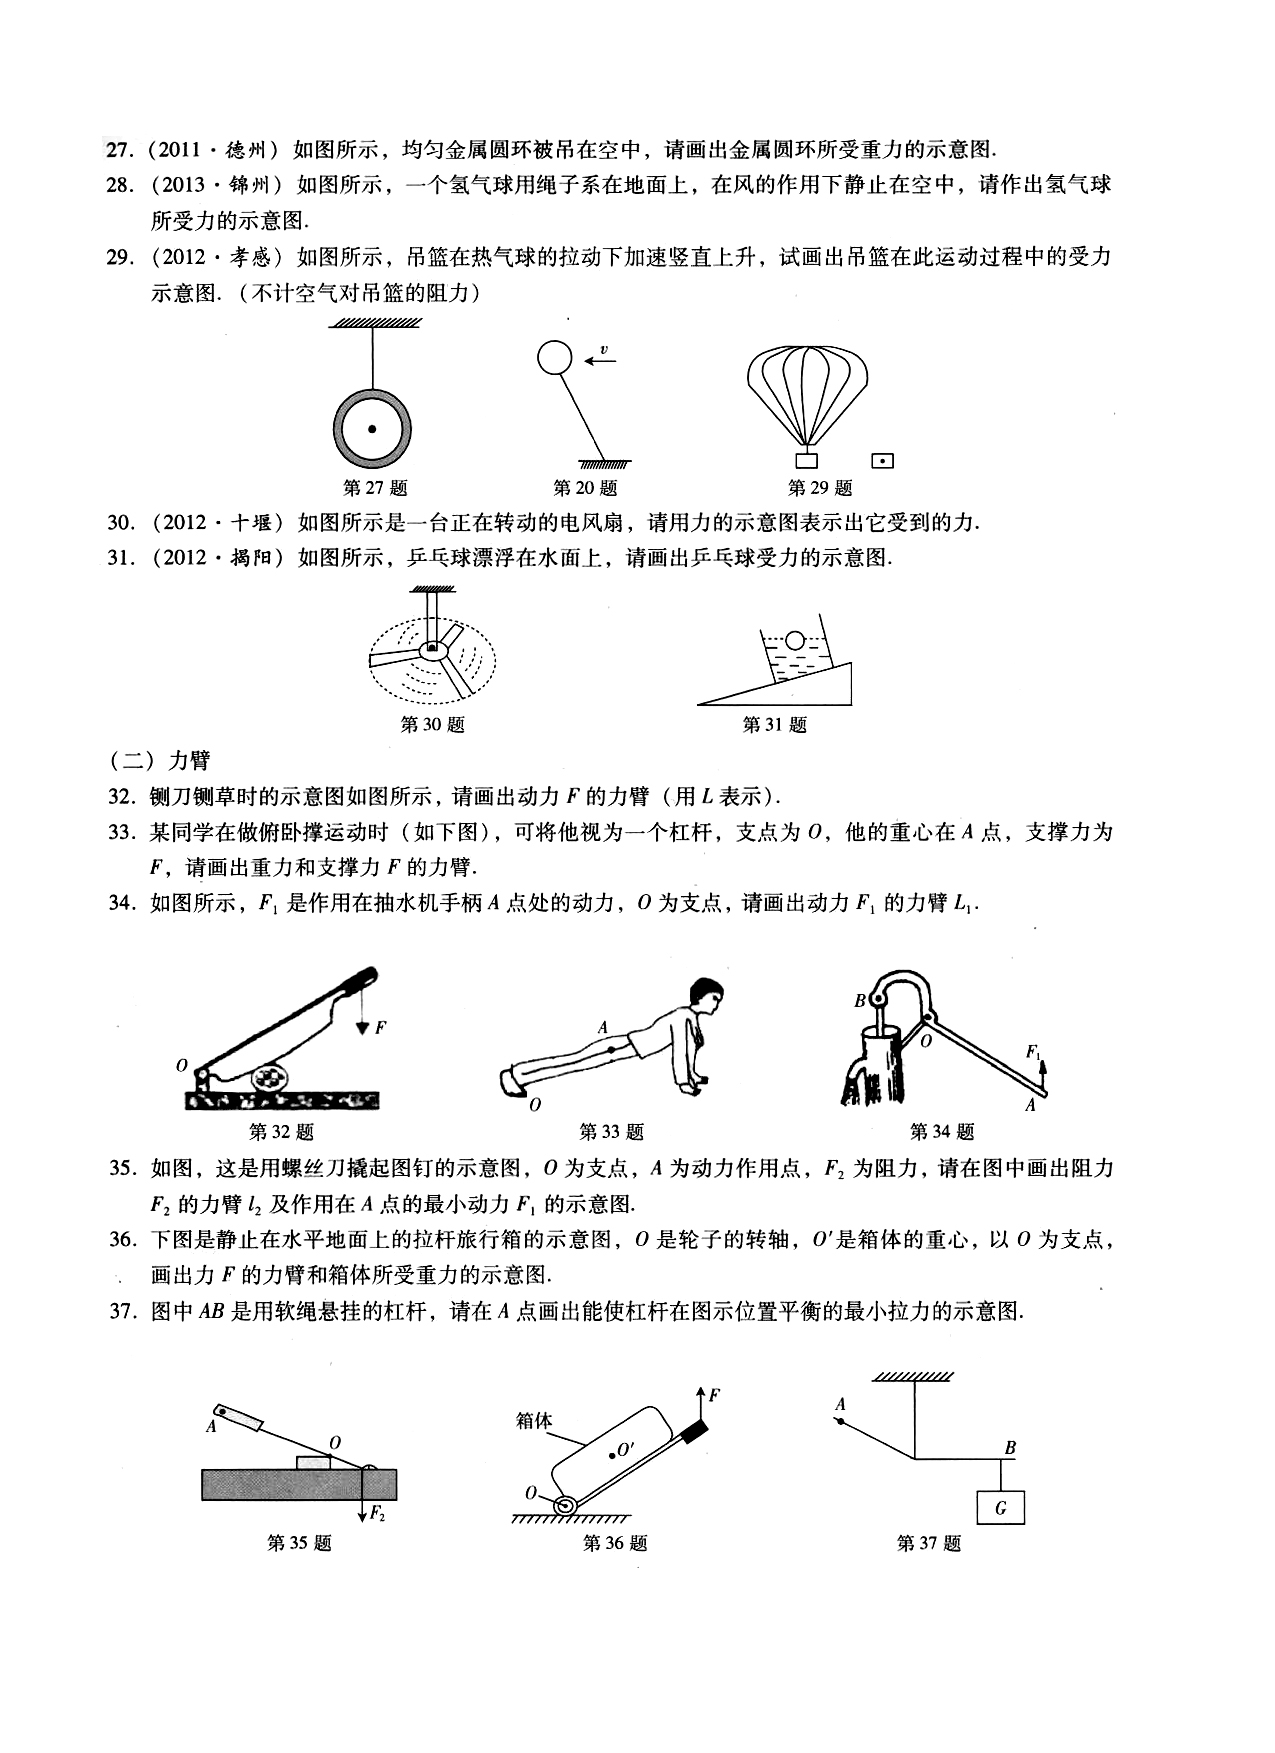 27. (2011·德州) 如图所示，均匀金属圆环被吊在空中，请画出金属圆环所受重力的示意图.
28. (2013·锦州) 如图所示，一个氢气球用绳子系在地面上，在风的作用下静止在空中，请作出氢气球
所受力的示意图.
29. (2012·孝感) 如图所示，吊篮在热气球的拉动下加速竖直上升，试画出吊篮在此运动过程中的受力
示意图. (不计空气对吊篮的阻力)
v
第27题 第20题 第29题
30. (2012·十堰) 如图所示是一台正在转动的电风扇，请用力的示意图表示出它受到的力.
31. (2012·揭阳) 如图所示，乒乓球漂浮在水面上，请画出乒乓球受力的示意图.
第30题 第31题
(二) 力臂
32. 铡刀铡草时的示意图如图所示，请画出动力 F 的力臂 (用 L 表示).
33. 某同学在做俯卧撑运动时 (如下图)，可将他视为一个杠杆，支点为 O，他的重心在 A 点，支撑力为
F，请画出重力和支撑力 F 的力臂.
34. 如图所示，F₁ 是作用在抽水机手柄 A 点处的动力，O 为支点，请画出动力 F₁ 的力臂 L₁.
O F
A O
B O F₁ A
第32题 第33题 第34题
35. 如图，这是用螺丝刀撬起图钉的示意图，O 为支点，A 为动力作用点，F₂ 为阻力，请在图中画出阻力
F₂ 的力臂 l₂ 及作用在 A 点的最小动力 F₁ 的示意图.
36. 下图是静止在水平地面上的拉杆旅行箱的示意图，O 是轮子的转轴，O′是箱体的重心，以 O 为支点，
画出力 F 的力臂和箱体所受重力的示意图.
37. 图中 AB 是用软绳悬挂的杠杆，请在 A 点画出能使杠杆在图示位置平衡的最小拉力的示意图.
A O F₂
箱体 F O′ O
A B G
第35题 第36题 第37题